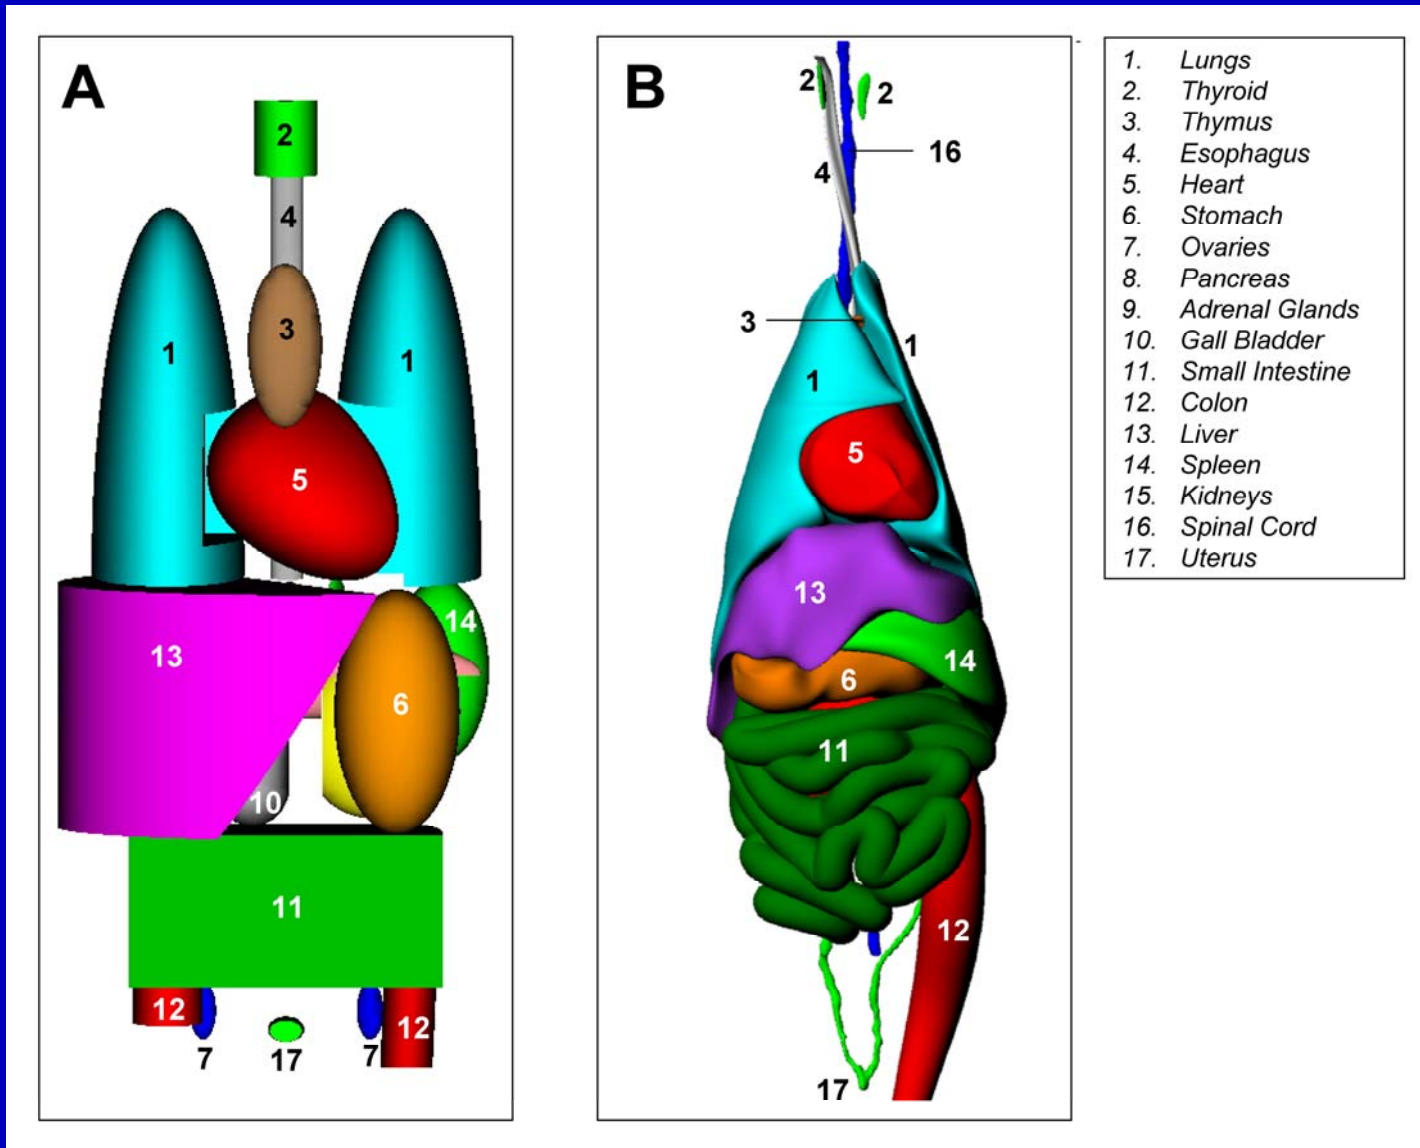 A
2
4
3
1
1
5
13
14
6
10
11
12
12
7
17
7
B
2
2
16
4
3
1
1
5
13
14
6
11
12
17
1. Lungs
2. Thyroid
3. Thymus
4. Esophagus
5. Heart
6. Stomach
7. Ovaries
8. Pancreas
9. Adrenal Glands
10. Gall Bladder
11. Small Intestine
12. Colon
13. Liver
14. Spleen
15. Kidneys
16. Spinal Cord
17. Uterus